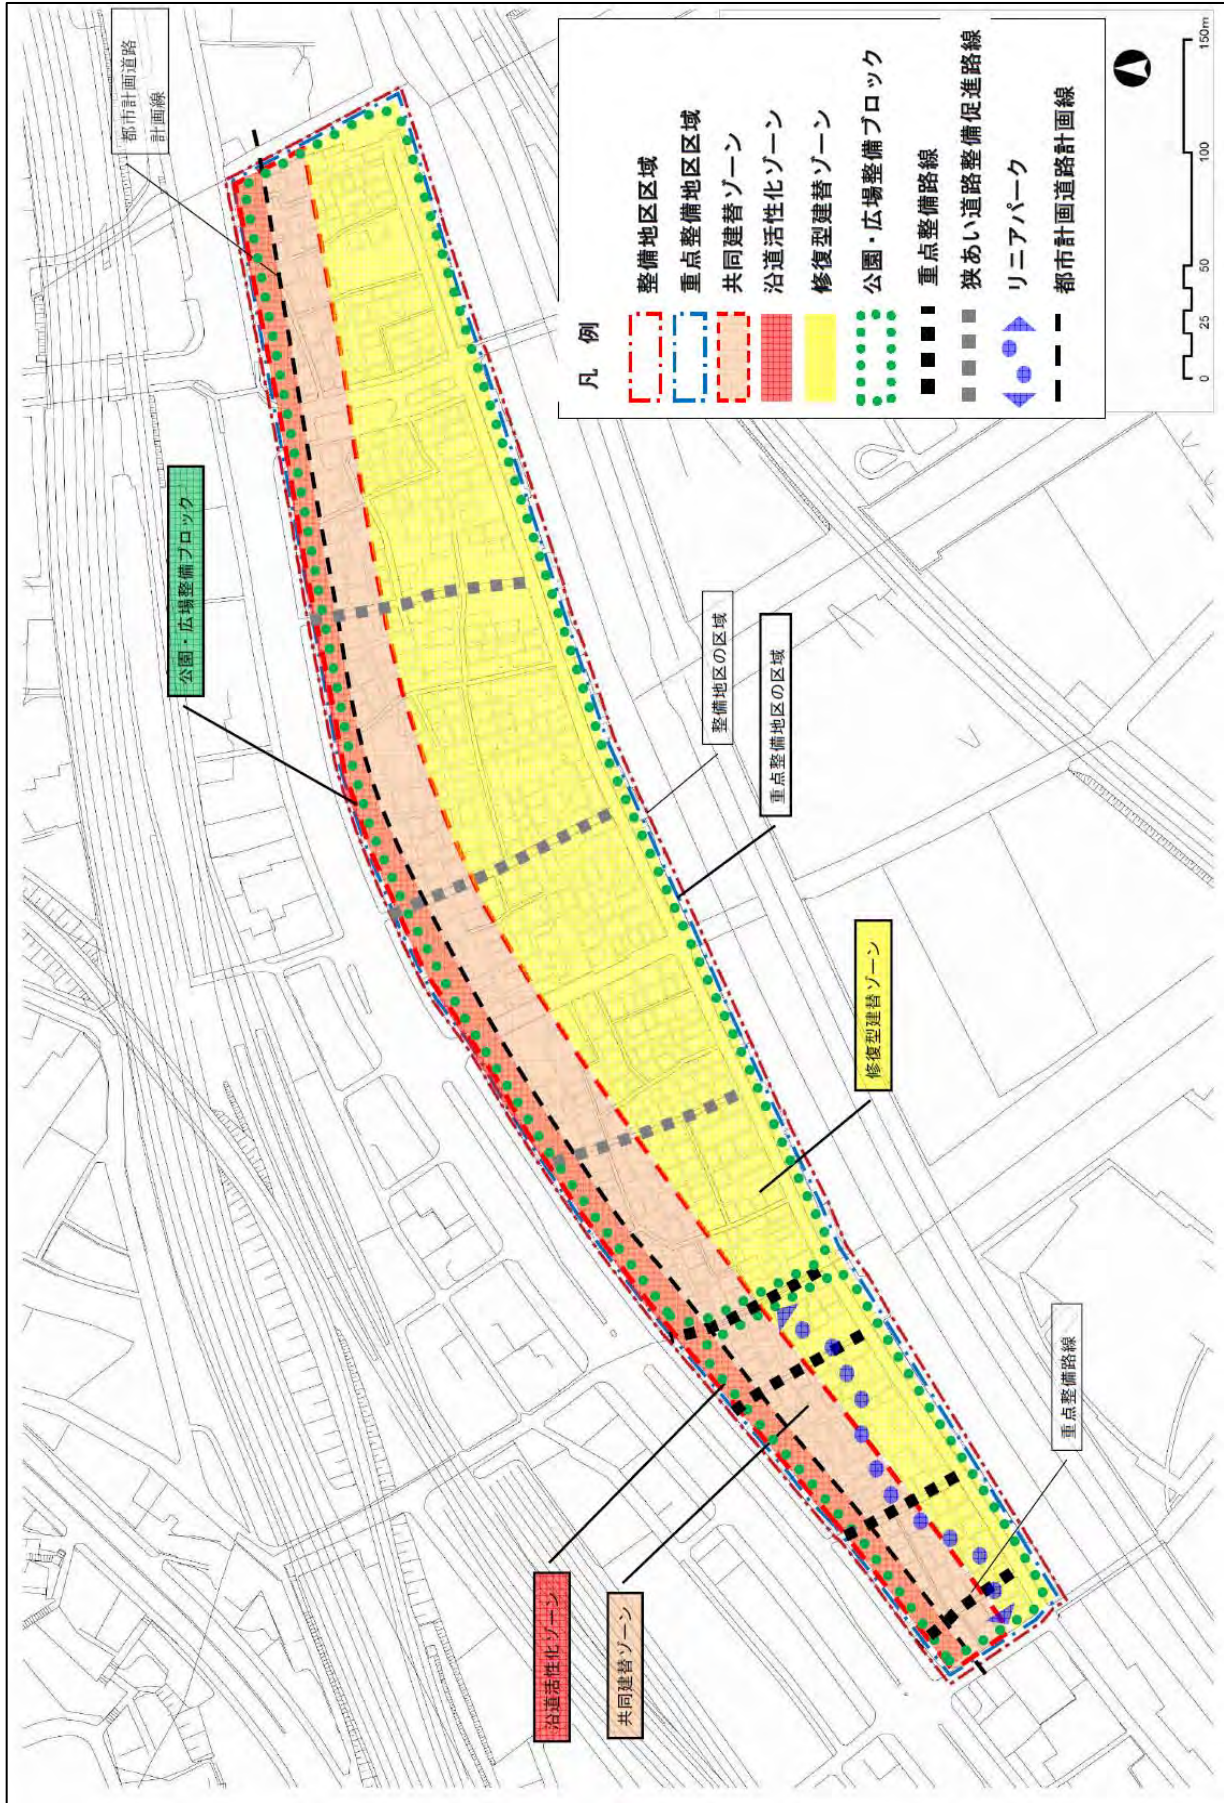 都市計画道路
計画線
公園・広場整備ブロック
整備地区の区域
重点整備地区の区域
修復型建替ゾーン
重点整備路線
沿道活性化ゾーン
共同建替ゾーン
凡　例
整備地区区域
重点整備地区区域
共同建替ゾーン
沿道活性化ゾーン
修復型建替ゾーン
公園・広場整備ブロック
重点整備路線
狭あい道路整備促進路線
リニアパーク
都市計画道路計画線
0 25 50 100 150m